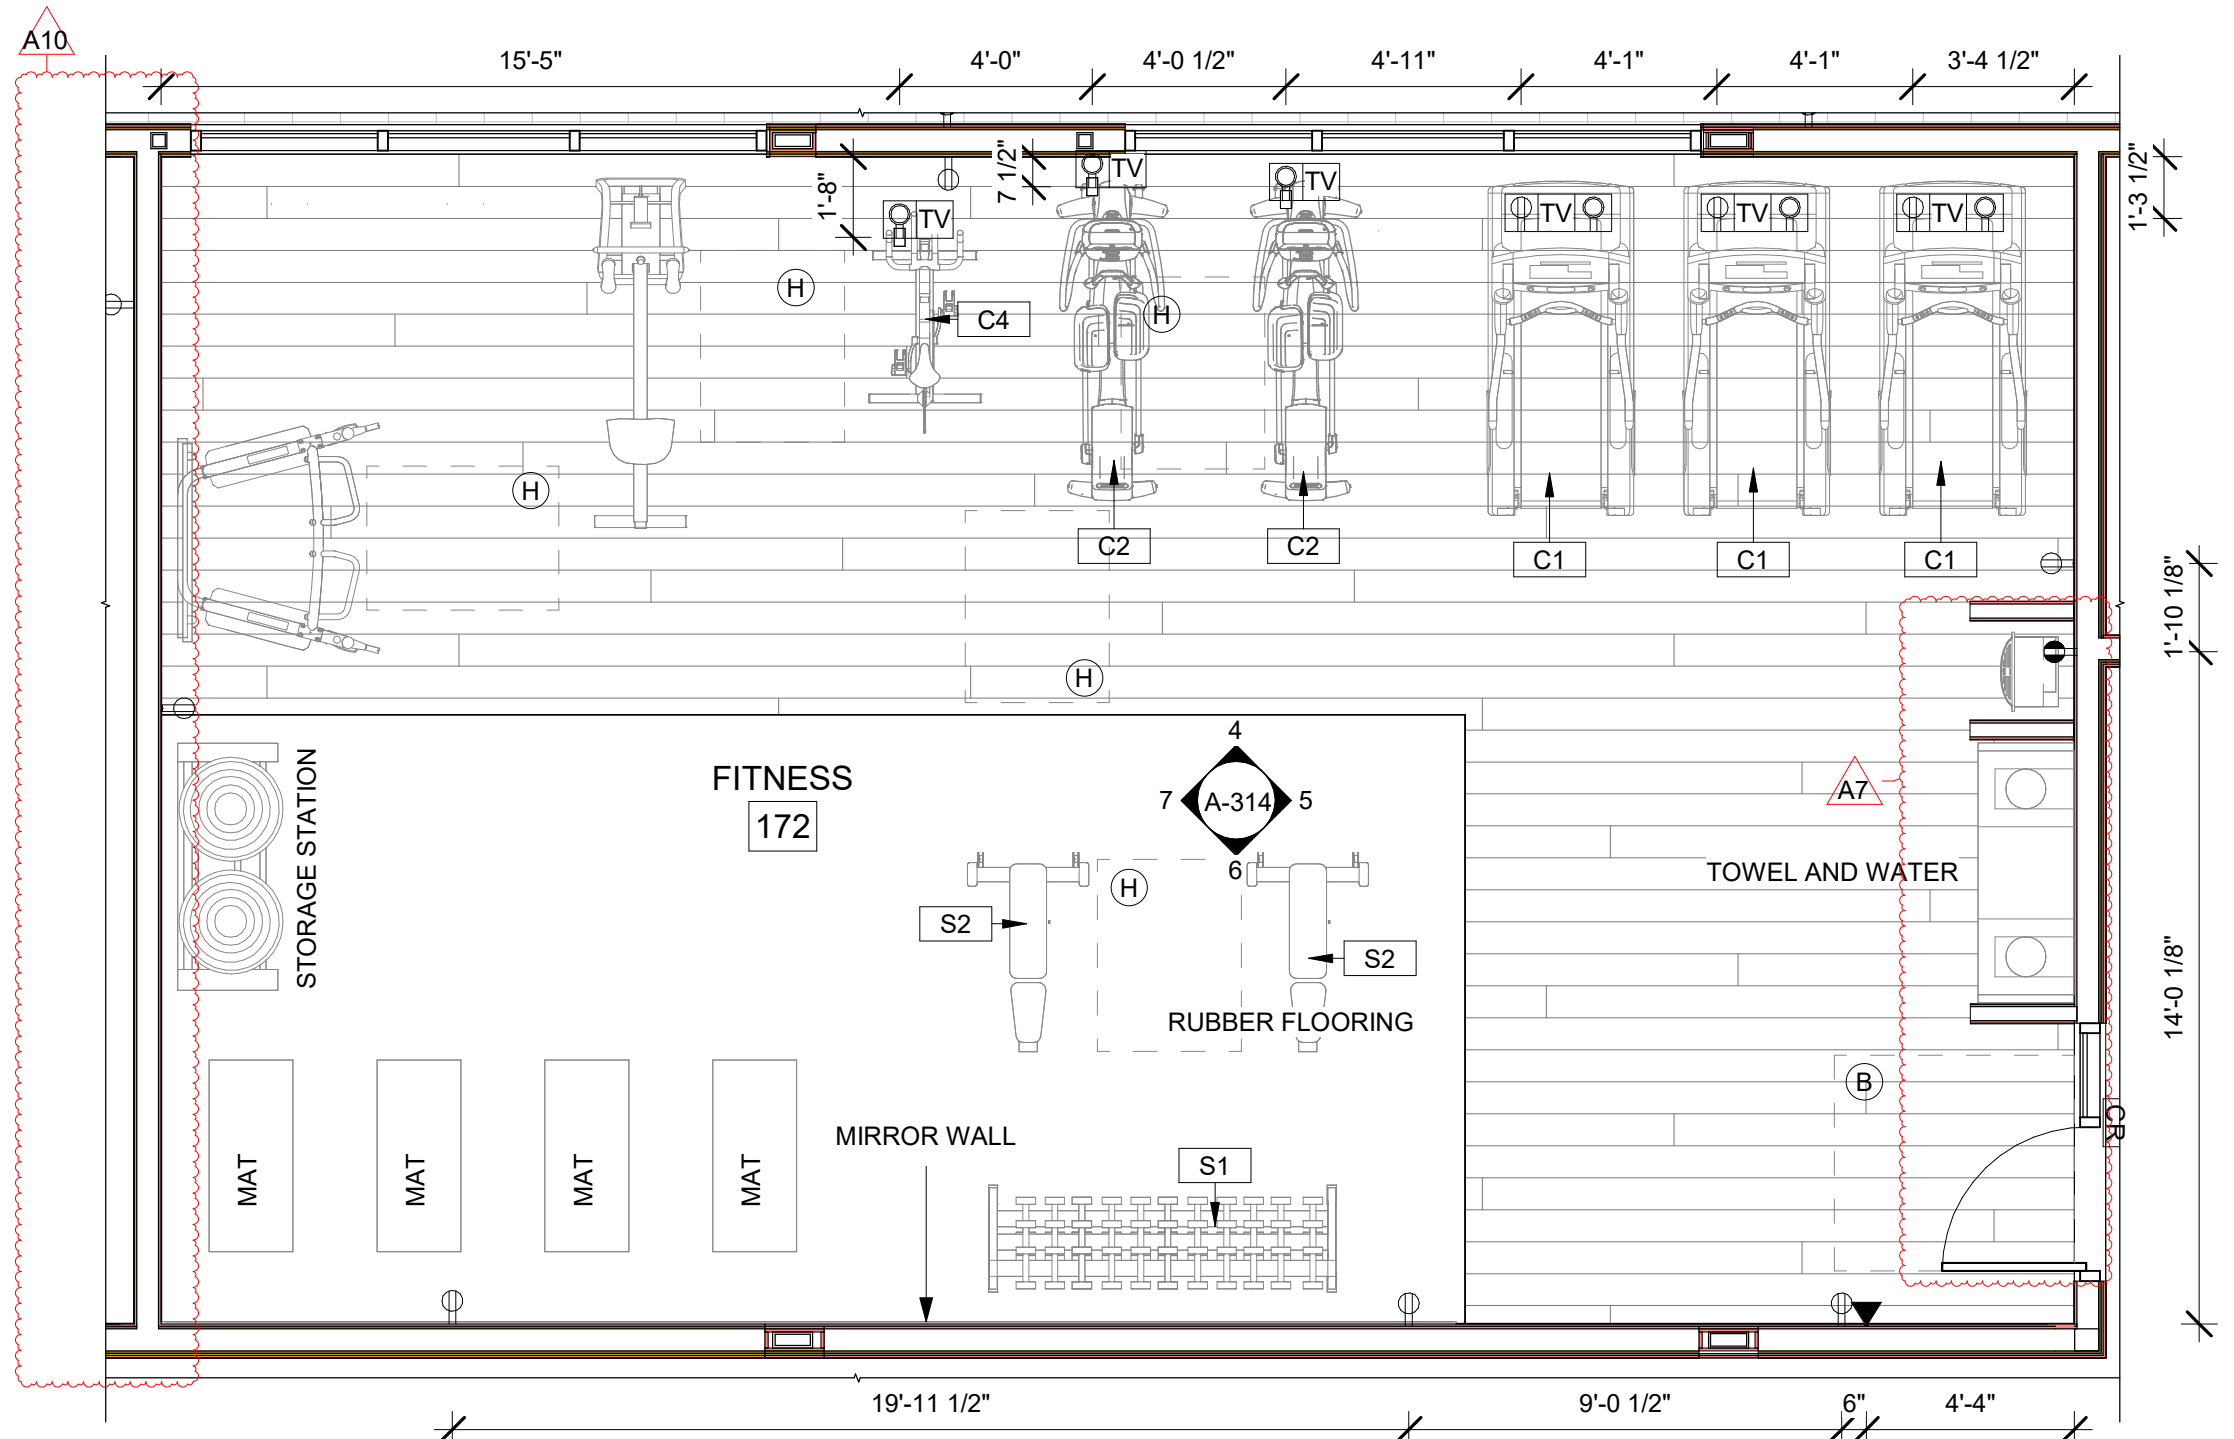 A10
15'-5"
4'-0"
4'-0 1/2"
4'-11"
4'-1"
4'-1"
3'-4 1/2"
1'-8"
7 1/2"
TV
TV
TV
TV
TV
TV
1'-3 1/2"
H
C4
H
H
C2
C2
C1
C1
C1
1'-10 1/8"
H
STORAGE STATION
FITNESS
172
4
7
A-314
5
6
A7
TOWEL AND WATER
H
S2
S2
RUBBER FLOORING
14'-0 1/8"
B
CR
MIRROR WALL
S1
MAT
MAT
MAT
MAT
19'-11 1/2"
9'-0 1/2"
6"
4'-4"